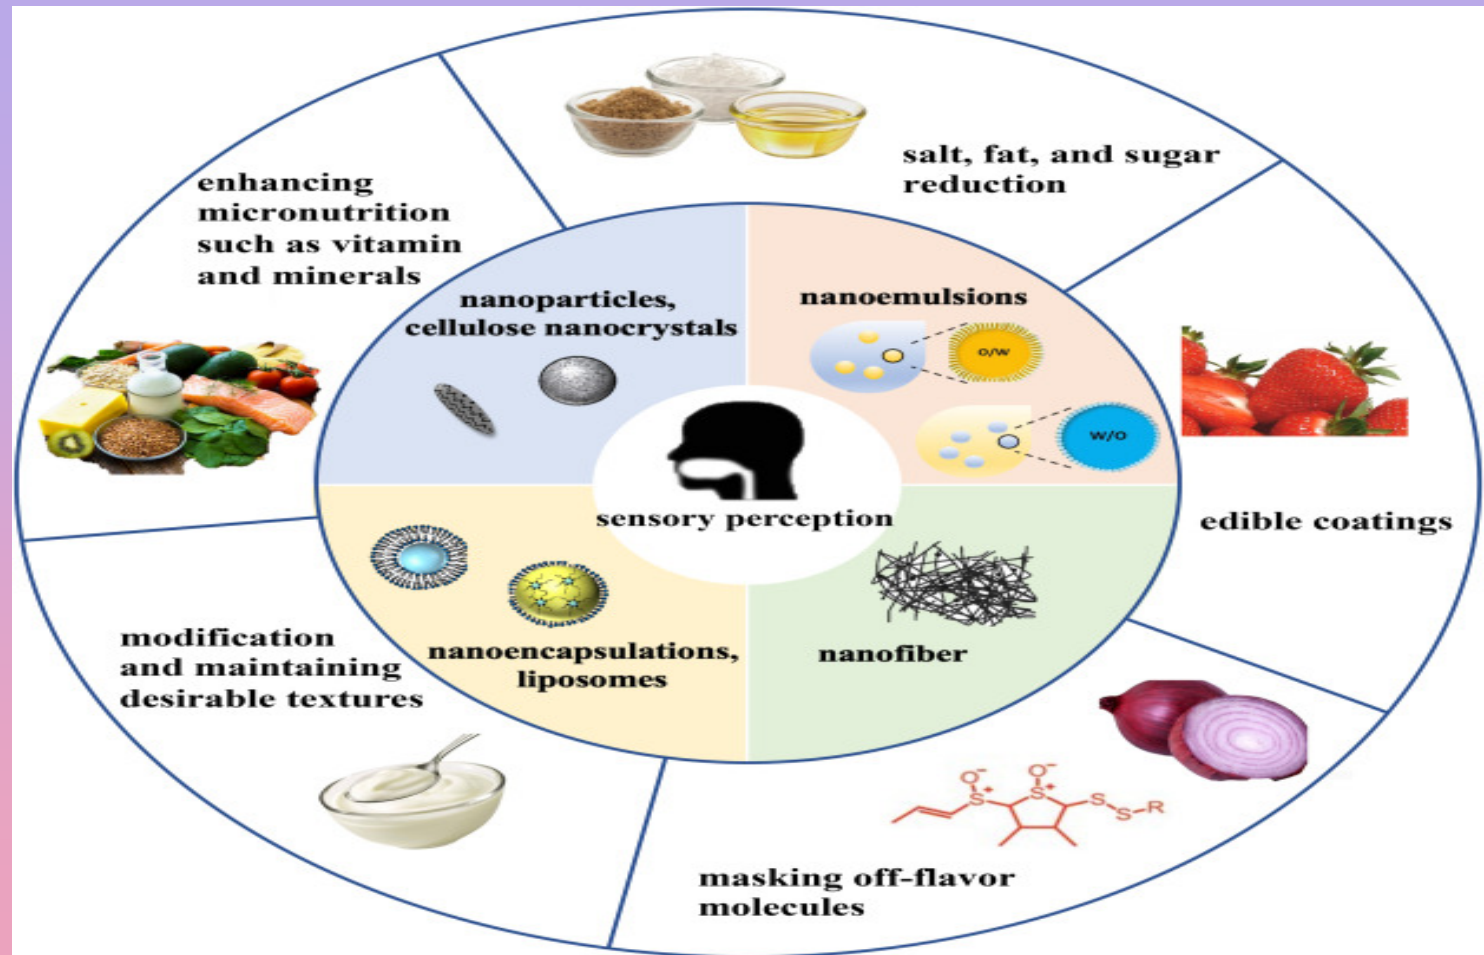 salt, fat, and sugar
reduction
enhancing
micronutrition
such as vitamin
and minerals
nanoparticles,
cellulose nanocrystals
nanoemulsions
O/W
W/O
sensory perception
edible coatings
nanoencapsulations,
liposomes
nanofiber
modification
and maintaining
desirable textures
O⁻
S⁺
O⁻
S⁺
S
S–R
masking off-flavor
molecules